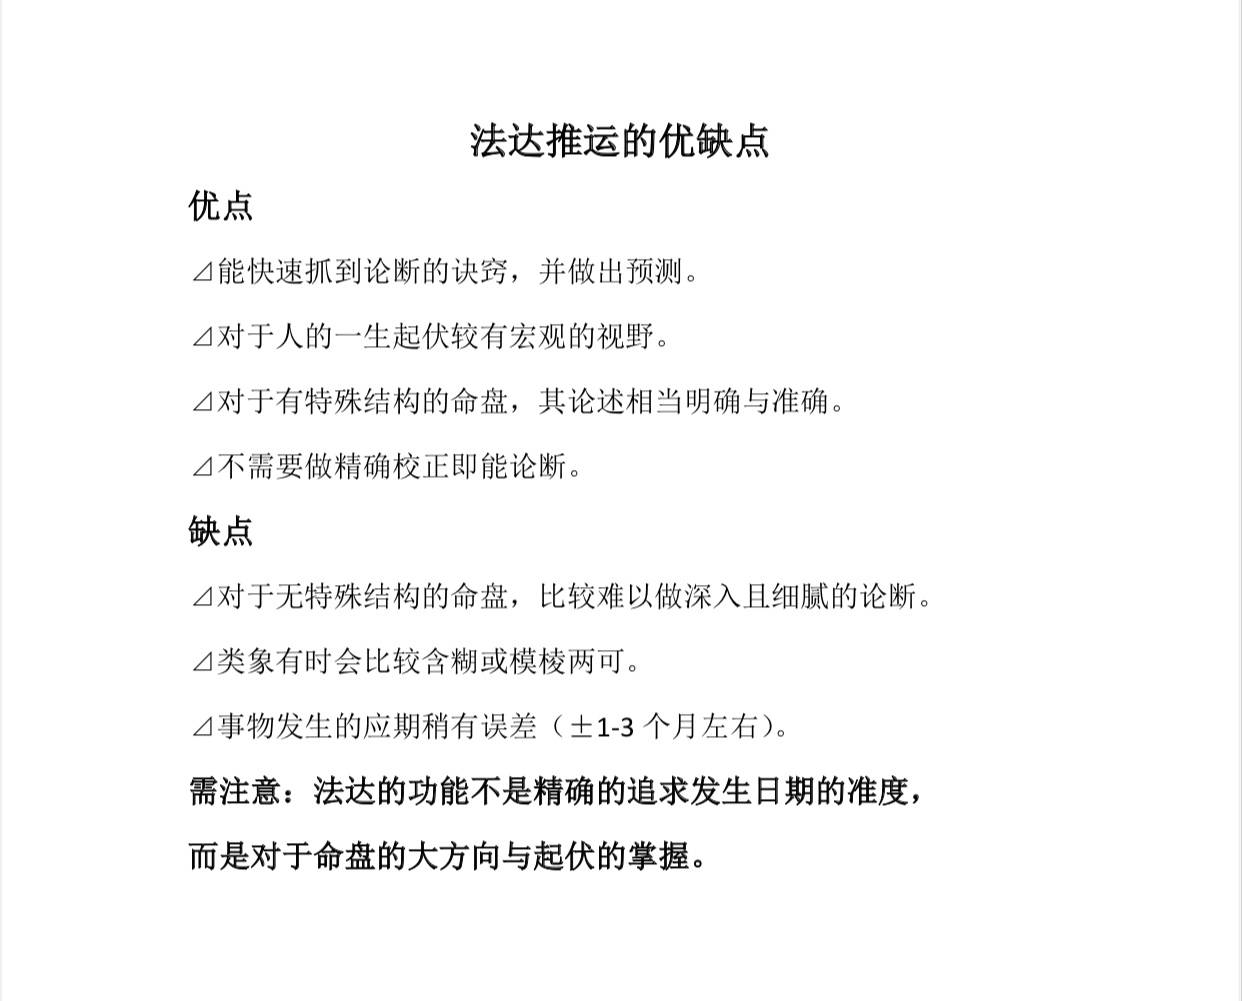 法达推运的优缺点
优点
⊿能快速抓到论断的诀窍，并做出预测。
⊿对于人的一生起伏较有宏观的视野。
⊿对于有特殊结构的命盘，其论述相当明确与准确。
⊿不需要做精确校正即能论断。
缺点
⊿对于无特殊结构的命盘，比较难以做深入且细腻的论断。
⊿类象有时会比较含糊或模棱两可。
⊿事物发生的应期稍有误差（±1-3 个月左右）。
需注意：法达的功能不是精确的追求发生日期的准度，
而是对于命盘的大方向与起伏的掌握。